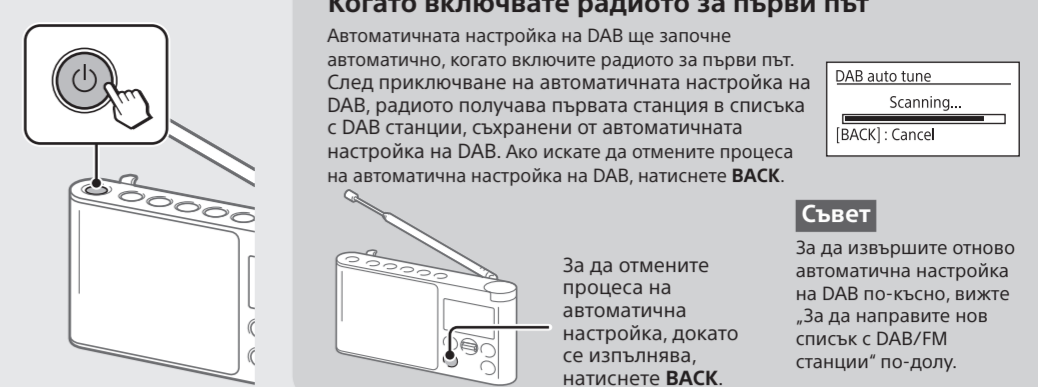 Когато включвате радиото за първи път
Автоматичната настройка на DAB ще започне
автоматично, когато включите радиото за първи път.
След приключване на автоматичната настройка на
DAB, радиото получава първата станция в списъка
с DAB станции, съхранени от автоматичната
настройка на DAB. Ако искате да отмените процеса
на автоматична настройка на DAB, натиснете BACK.
DAB auto tune
Scanning...
[BACK] : Cancel
За да отмените
процеса на
автоматична
настройка, докато
се изпълнява,
натиснете BACK.
Съвет
За да извършите отново
автоматична настройка
на DAB по-късно, вижте
„За да направите нов
списък с DAB/FM
станции“ по-долу.